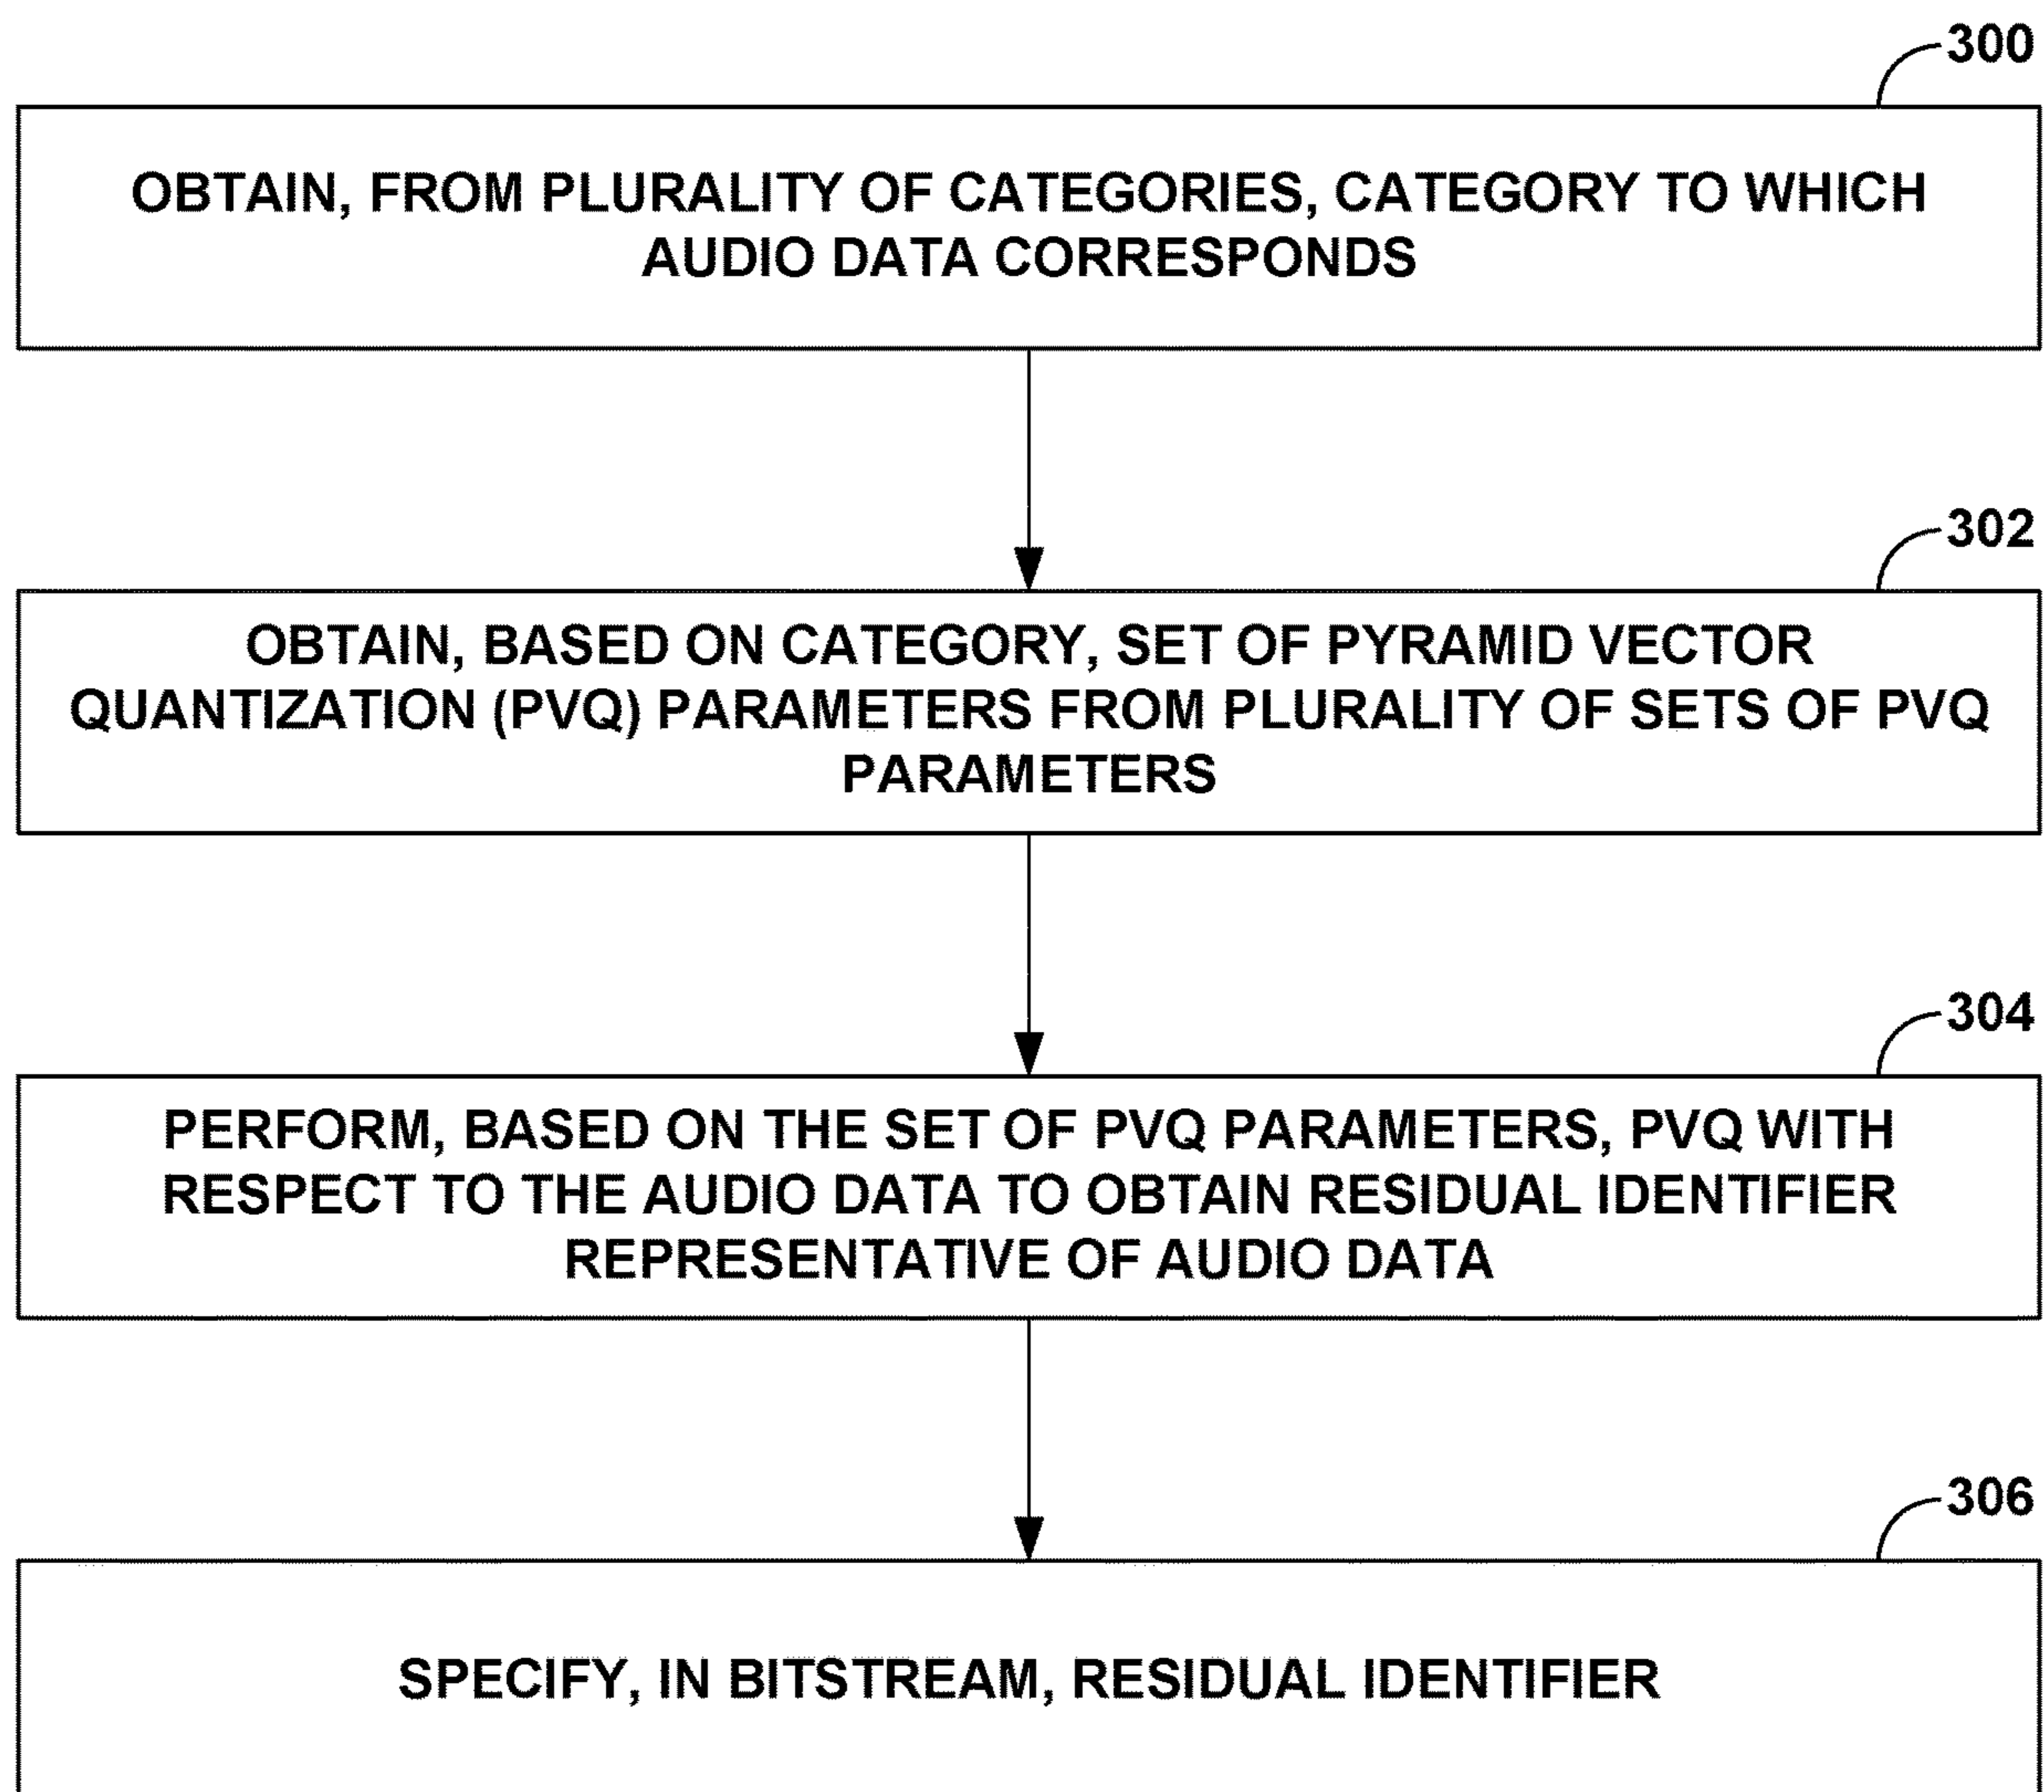 300
OBTAIN, FROM PLURALITY OF CATEGORIES, CATEGORY TO WHICH
AUDIO DATA CORRESPONDS
302
OBTAIN, BASED ON CATEGORY, SET OF PYRAMID VECTOR
QUANTIZATION (PVQ) PARAMETERS FROM PLURALITY OF SETS OF PVQ
PARAMETERS
304
PERFORM, BASED ON THE SET OF PVQ PARAMETERS, PVQ WITH
RESPECT TO THE AUDIO DATA TO OBTAIN RESIDUAL IDENTIFIER
REPRESENTATIVE OF AUDIO DATA
306
SPECIFY, IN BITSTREAM, RESIDUAL IDENTIFIER